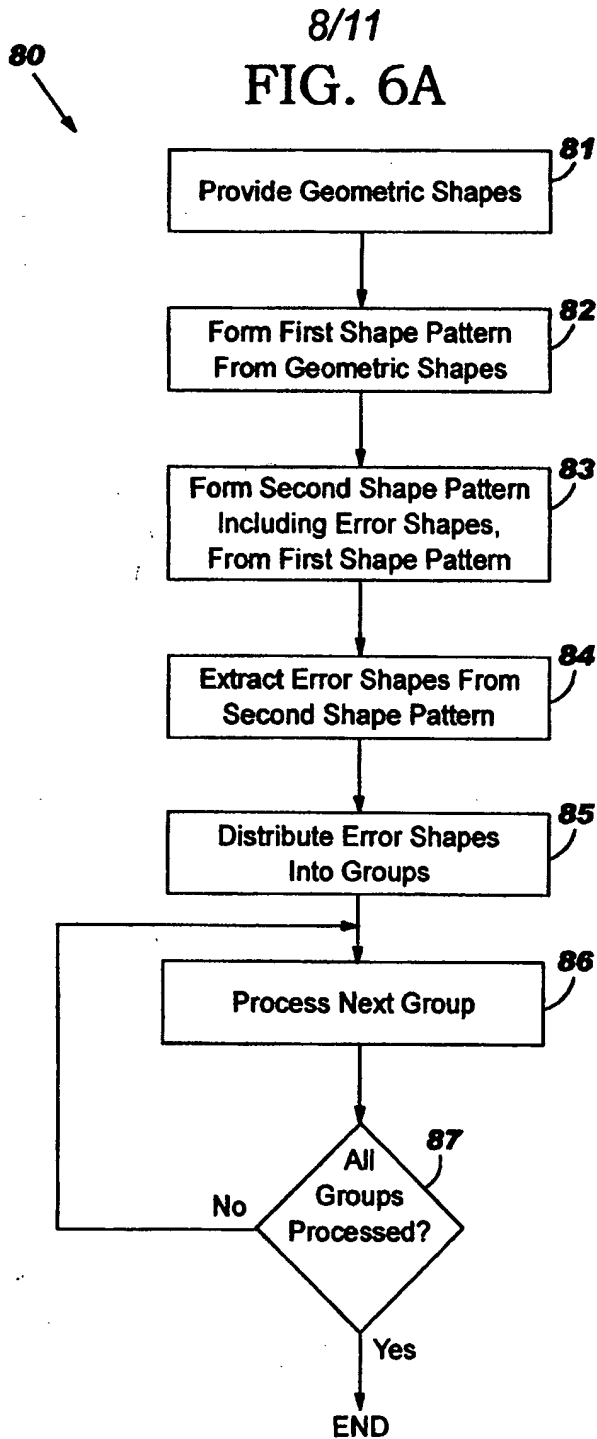 8/11
80
FIG. 6A
81
Provide Geometric Shapes
82
Form First Shape Pattern
From Geometric Shapes
83
Form Second Shape Pattern
Including Error Shapes,
From First Shape Pattern
84
Extract Error Shapes From
Second Shape Pattern
85
Distribute Error Shapes
Into Groups
86
Process Next Group
87
All
Groups
Processed?
No
Yes
END